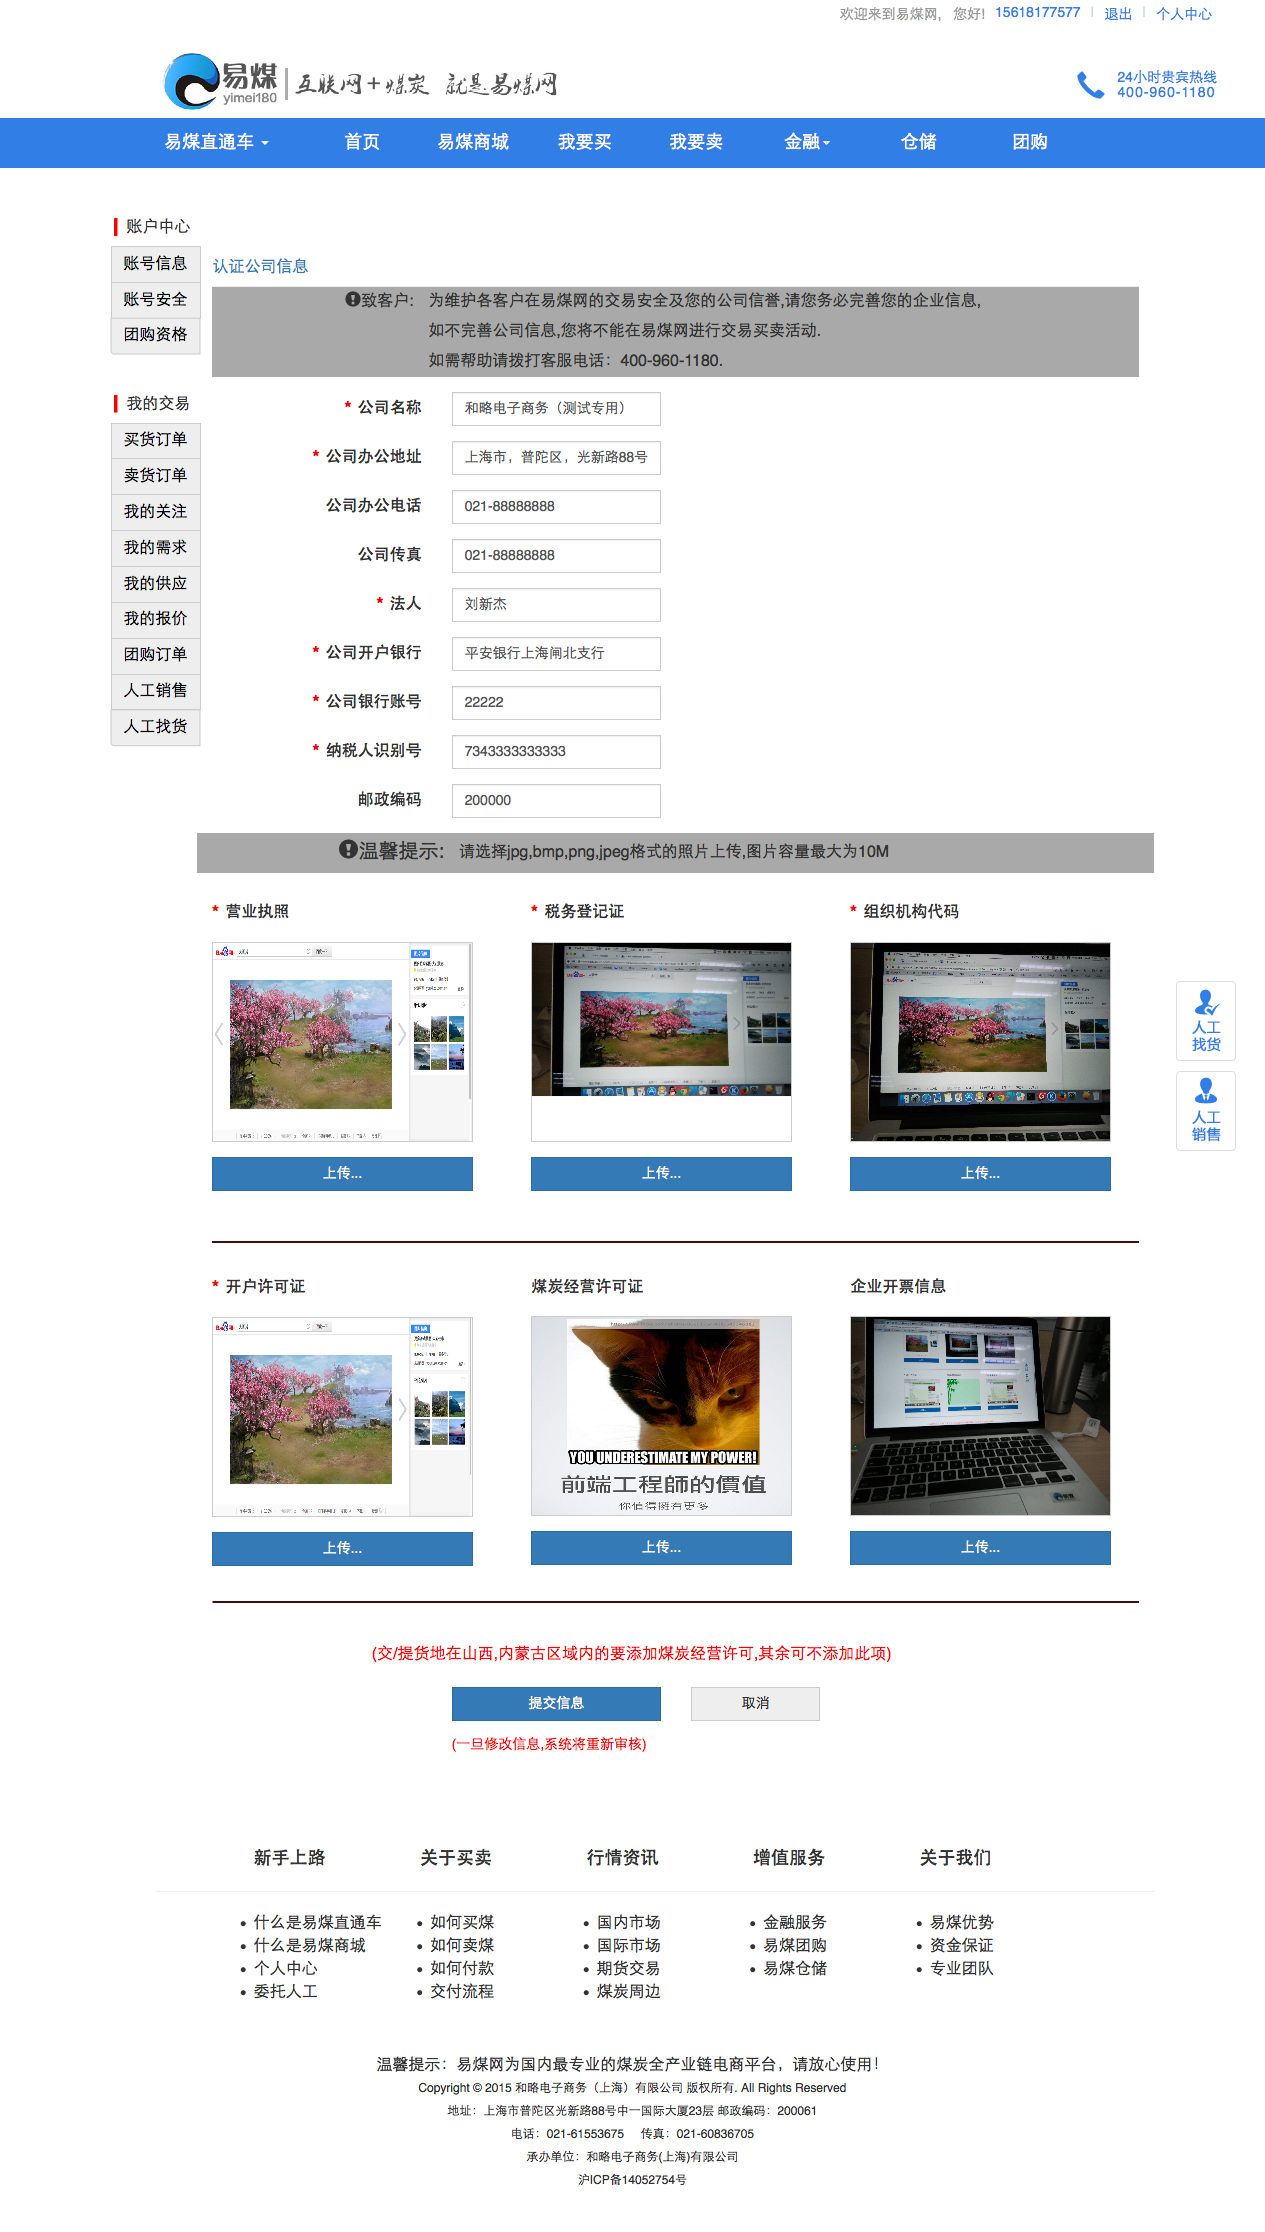 欢迎来到易煤网， 您好! 15618177577 退出 个人中心
易煤
yimei180
互联网+煤炭 就是易煤网
24小时贵宾热线
400-960-1180
易煤直通车 首页 易煤商城 我要买 我要卖 金融 仓储 团购
账户中心
账号信息
账号安全
团购资格
我的交易
买货订单
卖货订单
我的关注
我的需求
我的供应
我的报价
团购订单
人工销售
人工找货
认证公司信息
致客户: 为维护各客户在易煤网的交易安全及您的公司信誉,请您务必完善您的企业信息,
如不完善公司信息,您将不能在易煤网进行交易买卖活动.
如需帮助请拨打客服电话：400-960-1180.
* 公司名称 和略电子商务（测试专用）
* 公司办公地址 上海市，普陀区，光新路88号
公司办公电话 021-88888888
公司传真 021-88888888
* 法人 刘新杰
* 公司开户银行 平安银行上海闸北支行
* 公司银行账号 22222
* 纳税人识别号 7343333333333
邮政编码 200000
温馨提示: 请选择jpg,bmp,png,jpeg格式的照片上传,图片容量最大为10M
* 营业执照 * 税务登记证 * 组织机构代码
上传... 上传... 上传...
人工
找货
人工
销售
* 开户许可证 煤炭经营许可证 企业开票信息
YOU UNDERESTIMATE MY POWER!
前端工程師的價值
你值得擁有更多
上传... 上传... 上传...
(交/提货地在山西,内蒙古区域内的要添加煤炭经营许可,其余可不添加此项)
提交信息 取消
(一旦修改信息,系统将重新审核)
新手上路 关于买卖 行情资讯 增值服务 关于我们
• 什么是易煤直通车 • 如何买煤 • 国内市场 • 金融服务 • 易煤优势
• 什么是易煤商城 • 如何卖煤 • 国际市场 • 易煤团购 • 资金保证
• 个人中心 • 如何付款 • 期货交易 • 易煤仓储 • 专业团队
• 委托人工 • 交付流程 • 煤炭周边
温馨提示：易煤网为国内最专业的煤炭全产业链电商平台，请放心使用！
Copyright © 2015 和略电子商务（上海）有限公司 版权所有. All Rights Reserved
地址：上海市普陀区光新路88号中一国际大厦23层 邮政编码：200061
电话：021-61553675 传真：021-60836705
承办单位：和略电子商务(上海)有限公司
沪ICP备14052754号